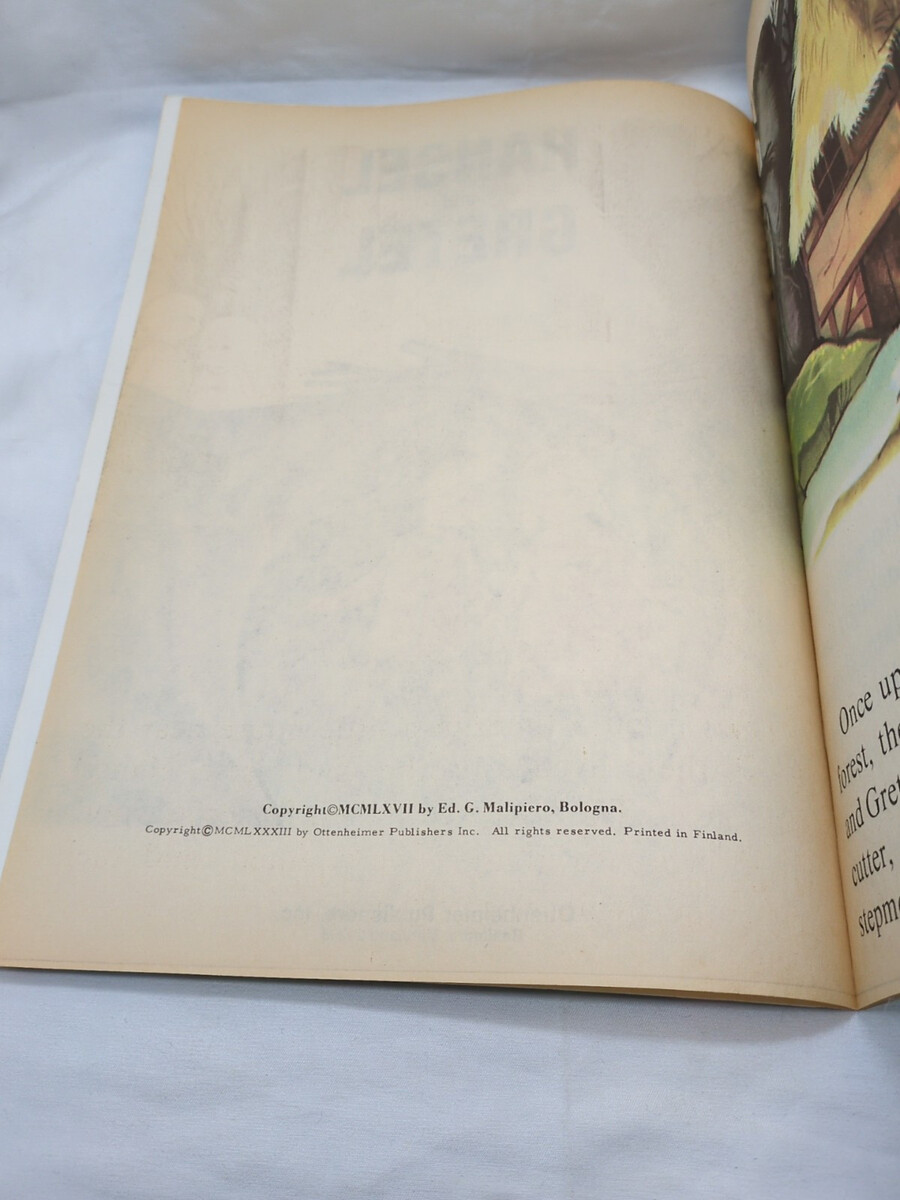 Copyright©MCMLXVII by Ed. G. Malipiero, Bologna.
Copyright©MCMLXXXIII by Ottenheimer Publishers Inc. All rights reserved. Printed in Finland.
Once up
forest, the
and Gret
cutter,
stepm